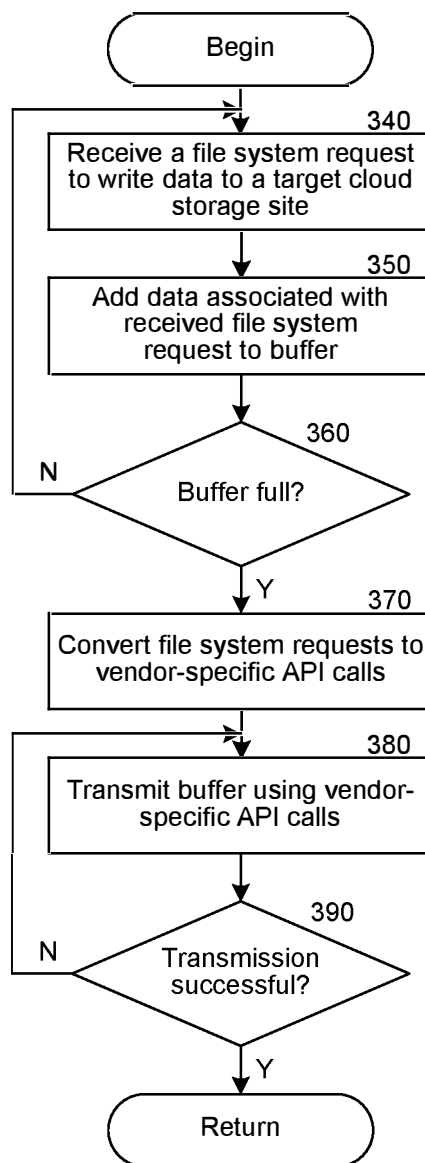 Begin
340
Receive a file system request
to write data to a target cloud
storage site
350
Add data associated with
received file system
request to buffer
360
N
Buffer full?
Y
370
Convert file system requests to
vendor-specific API calls
380
Transmit buffer using vendor-
specific API calls
390
N
Transmission
successful?
Y
Return